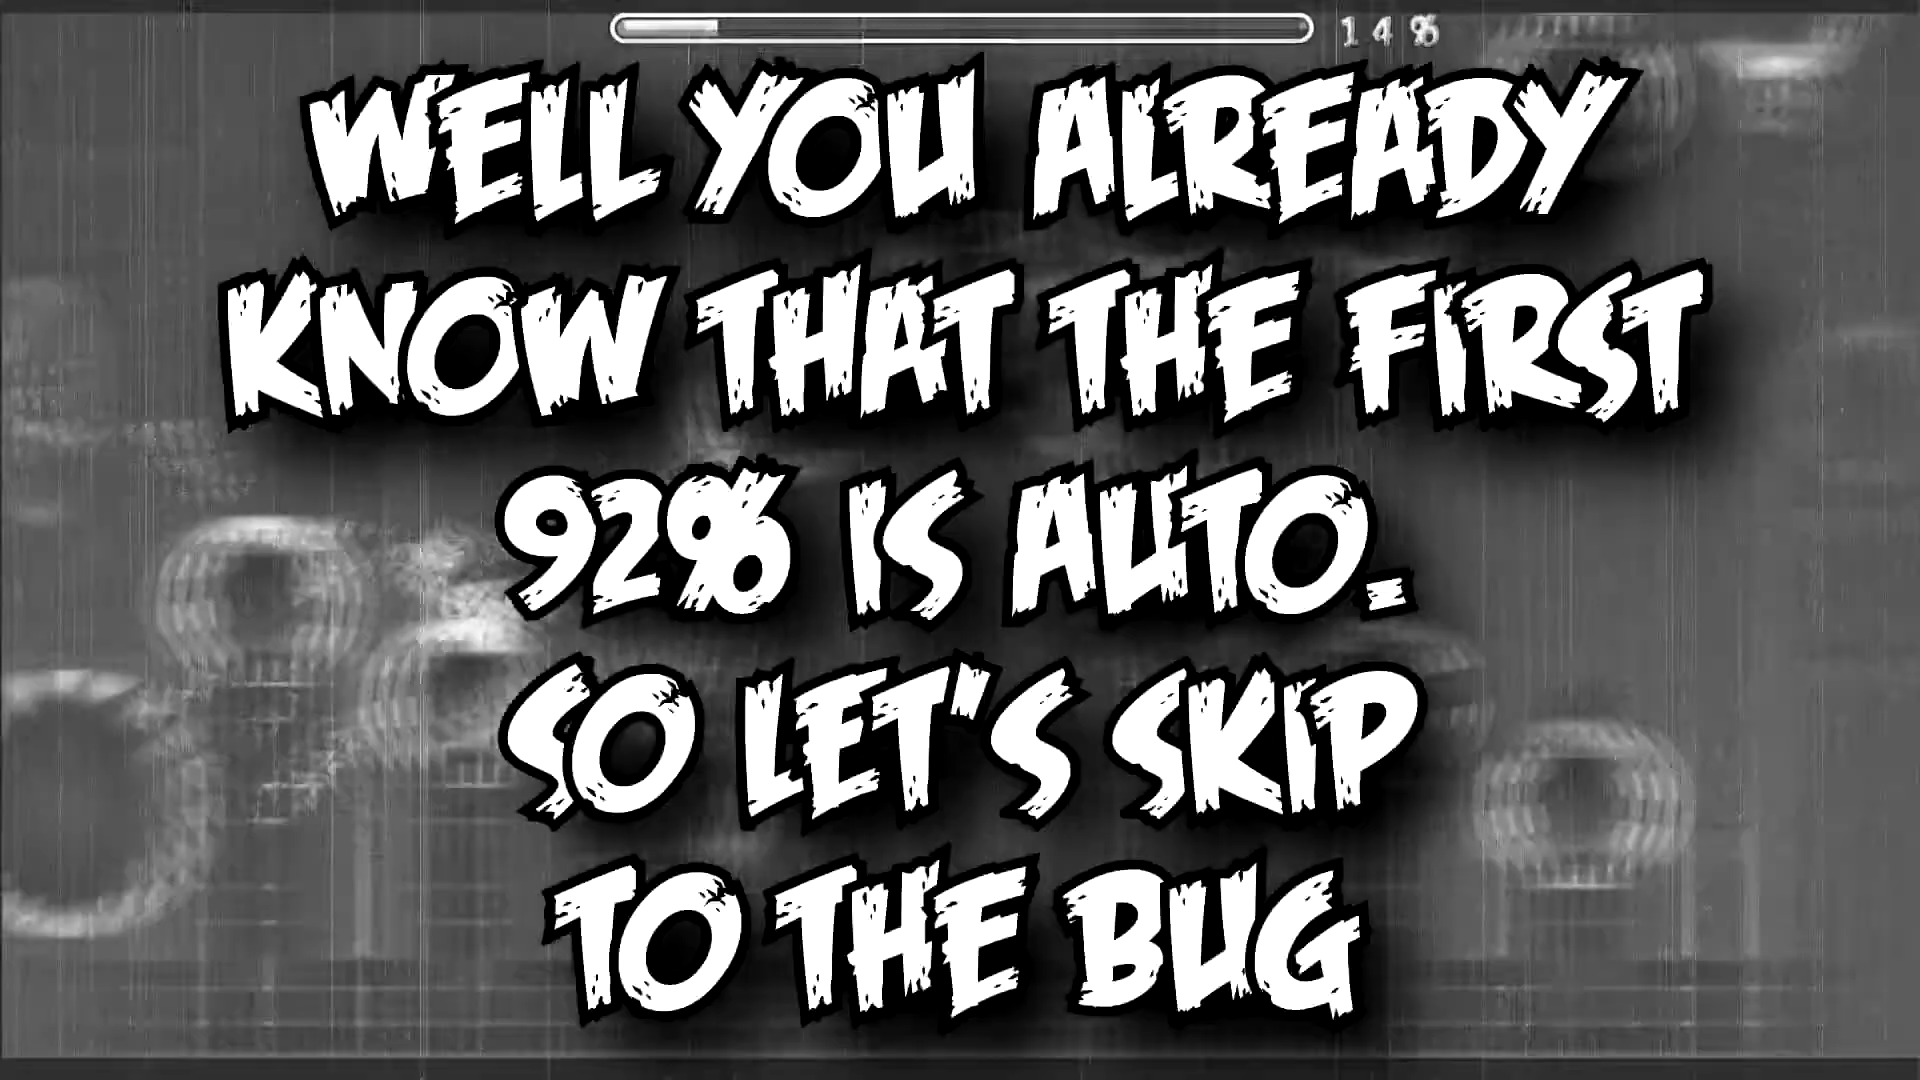 14%
WELL YOU ALREADY
KNOW THAT THE FIRST
92% IS AUTO.
SO LET'S SKIP
TO THE BUG